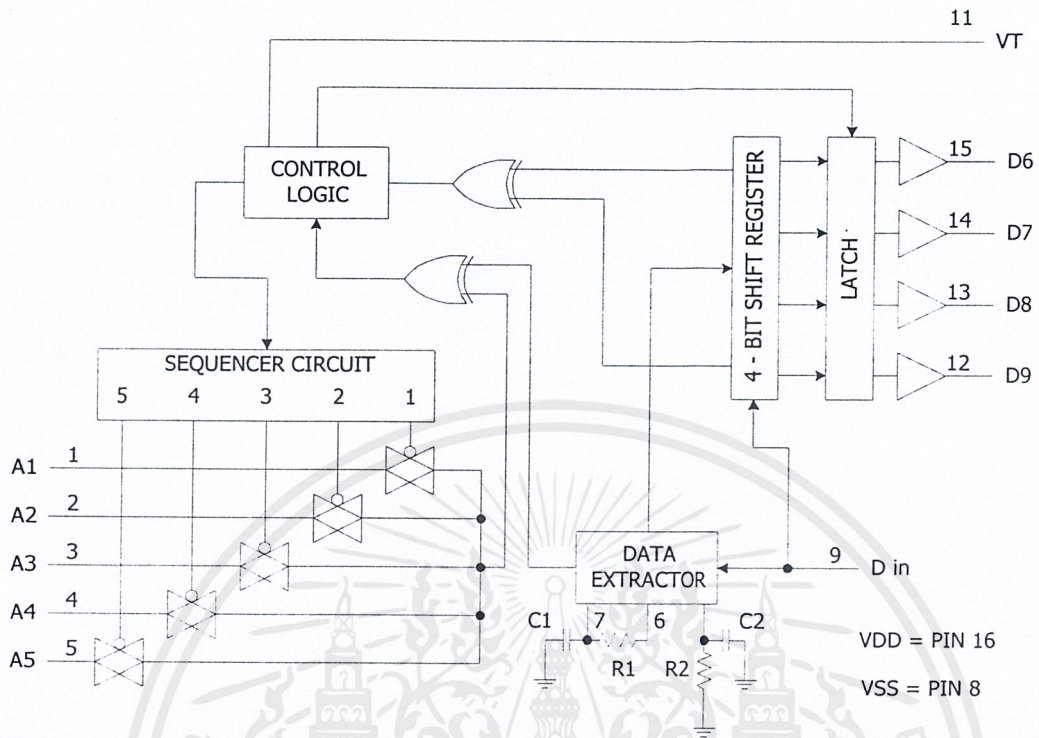 11
VT
CONTROL
LOGIC
4 - BIT SHIFT REGISTER
LATCH
15
D6
14
D7
13
D8
12
D9
SEQUENCER CIRCUIT
5 4 3 2 1
A1 1
A2 2
A3 3
A4 4
A5 5
DATA
EXTRACTOR
9
D in
C1 7 6 C2
R1 R2
VDD = PIN 16
VSS = PIN 8